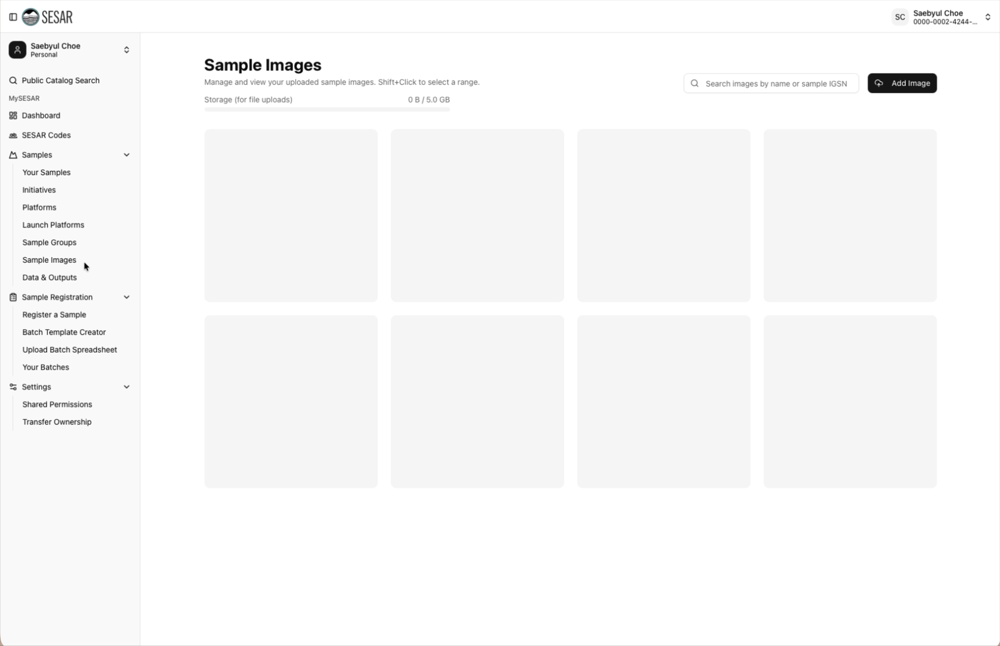 SESAR
SC
Saebyul Choe
0000-0002-4244-...
Saebyul Choe
Personal
Public Catalog Search
MySESAR
Dashboard
SESAR Codes
Samples
Your Samples
Initiatives
Platforms
Launch Platforms
Sample Groups
Sample Images
Data & Outputs
Sample Registration
Register a Sample
Batch Template Creator
Upload Batch Spreadsheet
Your Batches
Settings
Shared Permissions
Transfer Ownership
Sample Images
Manage and view your uploaded sample images. Shift+Click to select a range.
Storage (for file uploads) 0 B / 5.0 GB
Search images by name or sample IGSN
Add Image